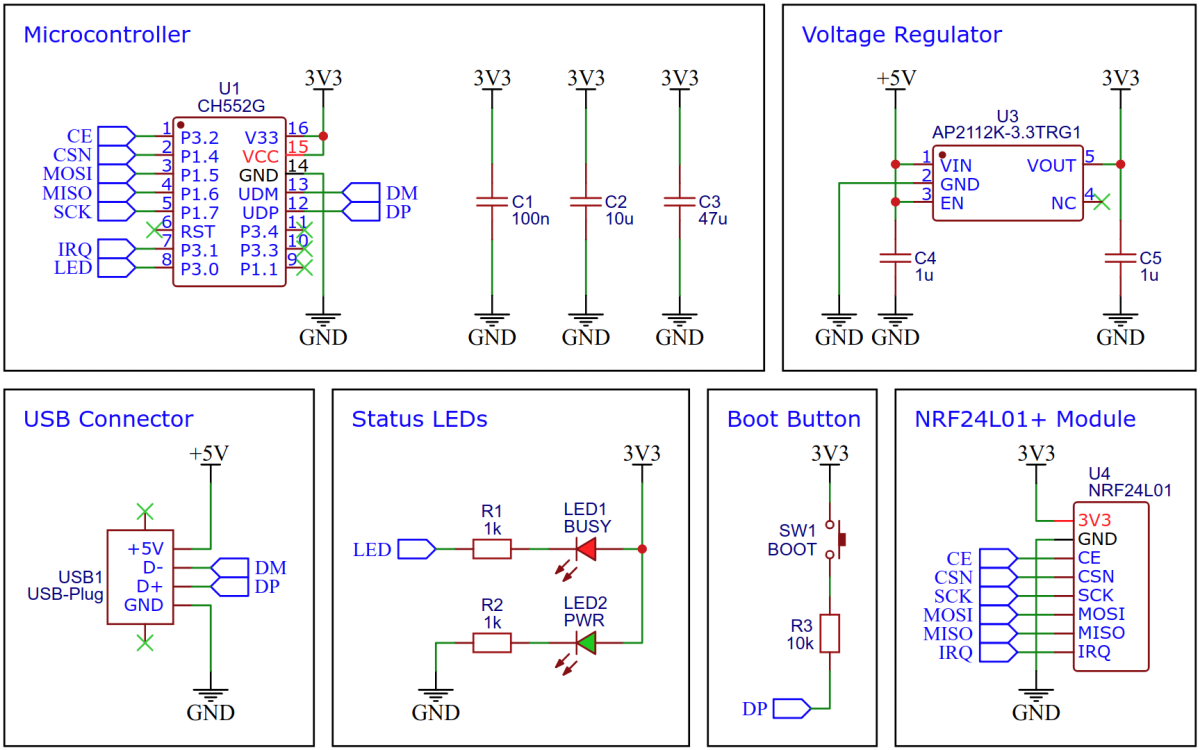 Microcontroller
U1
CH552G
3V3
CE
CSN
MOSI
MISO
SCK
IRQ
LED
1 P3.2
2 P1.4
3 P1.5
4 P1.6
5 P1.7
6 RST
7 P3.1
8 P3.0
V33 16
VCC 15
GND 14
UDM 13
UDP 12
P3.4 11
P3.3 10
P1.1 9
DM
DP
GND
3V3
C1
100n
GND
3V3
C2
10u
GND
3V3
C3
47u
GND
Voltage Regulator
+5V
3V3
U3
AP2112K-3.3TRG1
1 VIN
2 GND
3 EN
VOUT 5
NC 4
C4
1u
C5
1u
GND
GND
GND
USB Connector
+5V
+5V
D-
D+
GND
USB1
USB-Plug
DM
DP
GND
Status LEDs
3V3
LED
R1
1k
LED1
BUSY
R2
1k
LED2
PWR
GND
Boot Button
3V3
SW1
BOOT
R3
10k
DP
NRF24L01+ Module
3V3
U4
NRF24L01
3V3
GND
CE
CSN
SCK
MOSI
MISO
IRQ
CE
CSN
SCK
MOSI
MISO
IRQ
GND